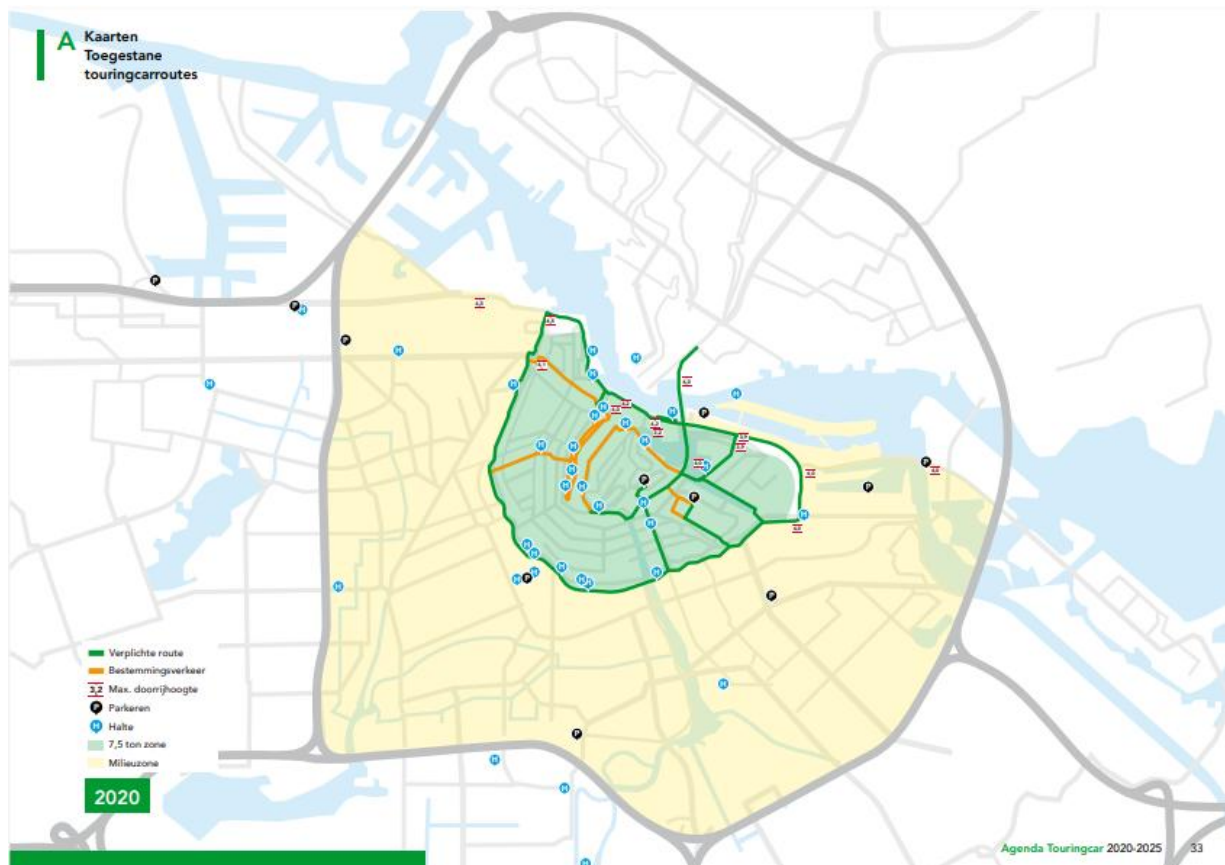 A Kaarten
Toegestane
touringcarroutes
Verplichte route
Bestemmingsverkeer
3,2 Max. doorrijhoogte
P Parkeren
H Halte
7,5 ton zone
Milieuzone
2020
Agenda Touringcar 2020-2025 33